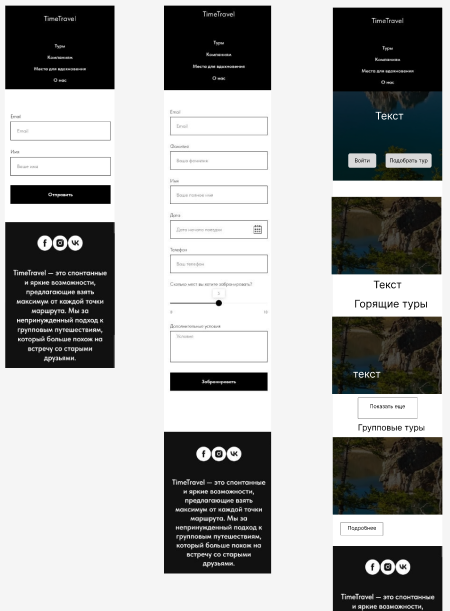 TimeTravel
Туры
Компаниям
Места для вдохновения
О нас
Email
Email
Имя
Ваше имя
Отправить
TimeTravel — это спонтанные
и яркие возможности,
предлагающие взять
максимум от каждой точки
маршрута. Мы за
непринужденный подход к
групповым путешествиям,
который больше похож на
встречу со старыми
друзьями.
TimeTravel
Туры
Компаниям
Места для вдохновения
О нас
Email
Email
Фамилия
Ваша фамилия
Имя
Ваше полное имя
Дата
Дата начала поездки
Телефон
Ваш телефон
Сколько мест вы хотите забронировать?
10
Дополнительные условия
Условия
Забронировать
TimeTravel — это спонтанные
и яркие возможности,
предлагающие взять
максимум от каждой точки
маршрута. Мы за
непринужденный подход к
групповым путешествиям,
который больше похож на
встречу со старыми
друзьями.
TimeTravel
Туры
Компаниям
Места для вдохновения
О нас
Текст
Войти
Подобрать тур
Текст
Горящие туры
текст
Показать еще
Групповые туры
Подробнее
TimeTravel — это спонтанные
и яркие возможности,